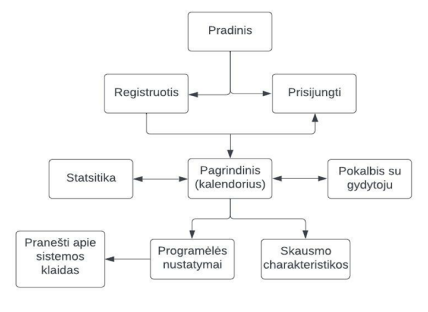 Pradinis
Registruotis
Prisijungti
Statsitika
Pagrindinis
(kalendorius)
Pokalbis su
gydytoju
Pranešti apie
sistemos
klaidas
Programėlės
nustatymai
Skausmo
charakteristikos